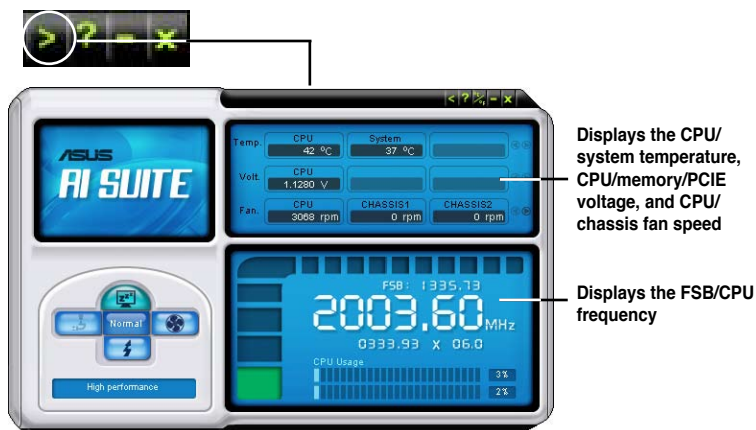 > ? - x
< ? °C/°F - x
ASUS
AI SUITE
Temp. CPU System
42 °C 37 °C
Volt. CPU
1.1280 V
Fan. CPU CHASSIS1 CHASSIS2
3068 rpm 0 rpm 0 rpm
Displays the CPU/
system temperature,
CPU/memory/PCIE
voltage, and CPU/
chassis fan speed
Normal
High performance
FSB: 1335.73
2003.60 MHz
0333.93 x 06.0
CPU Usage
3%
2%
Displays the FSB/CPU
frequency